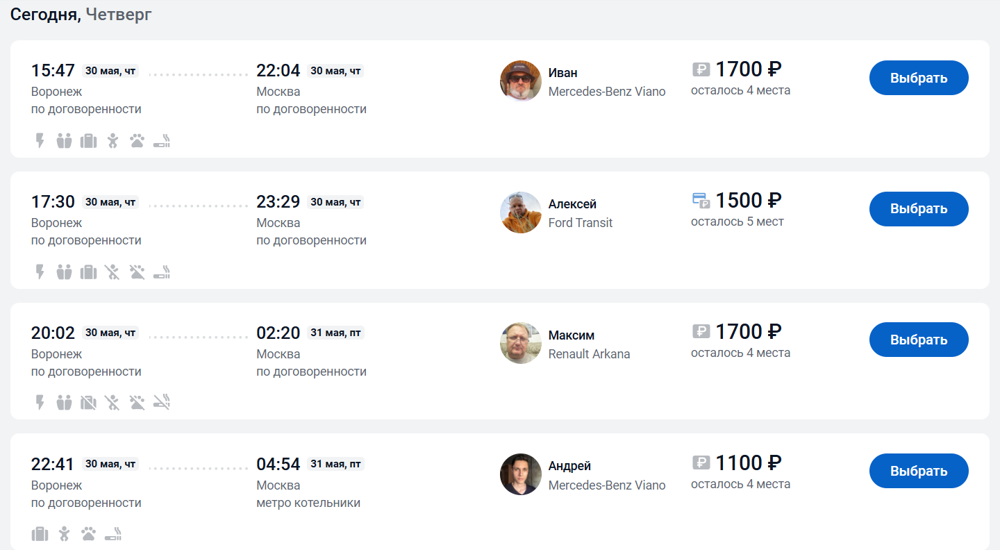 Сегодня, Четверг
15:47 30 мая, чт 22:04 30 мая, чт Иван 1700 ₽ Выбрать
Воронеж Москва Mercedes-Benz Viano осталось 4 места
по договоренности по договоренности
17:30 30 мая, чт 23:29 30 мая, чт Алексей 1500 ₽ Выбрать
Воронеж Москва Ford Transit осталось 5 мест
по договоренности по договоренности
20:02 30 мая, чт 02:20 31 мая, пт Максим 1700 ₽ Выбрать
Воронеж Москва Renault Arkana осталось 4 места
по договоренности по договоренности
22:41 30 мая, чт 04:54 31 мая, пт Андрей 1100 ₽ Выбрать
Воронеж Москва Mercedes-Benz Viano осталось 4 места
по договоренности метро котельники